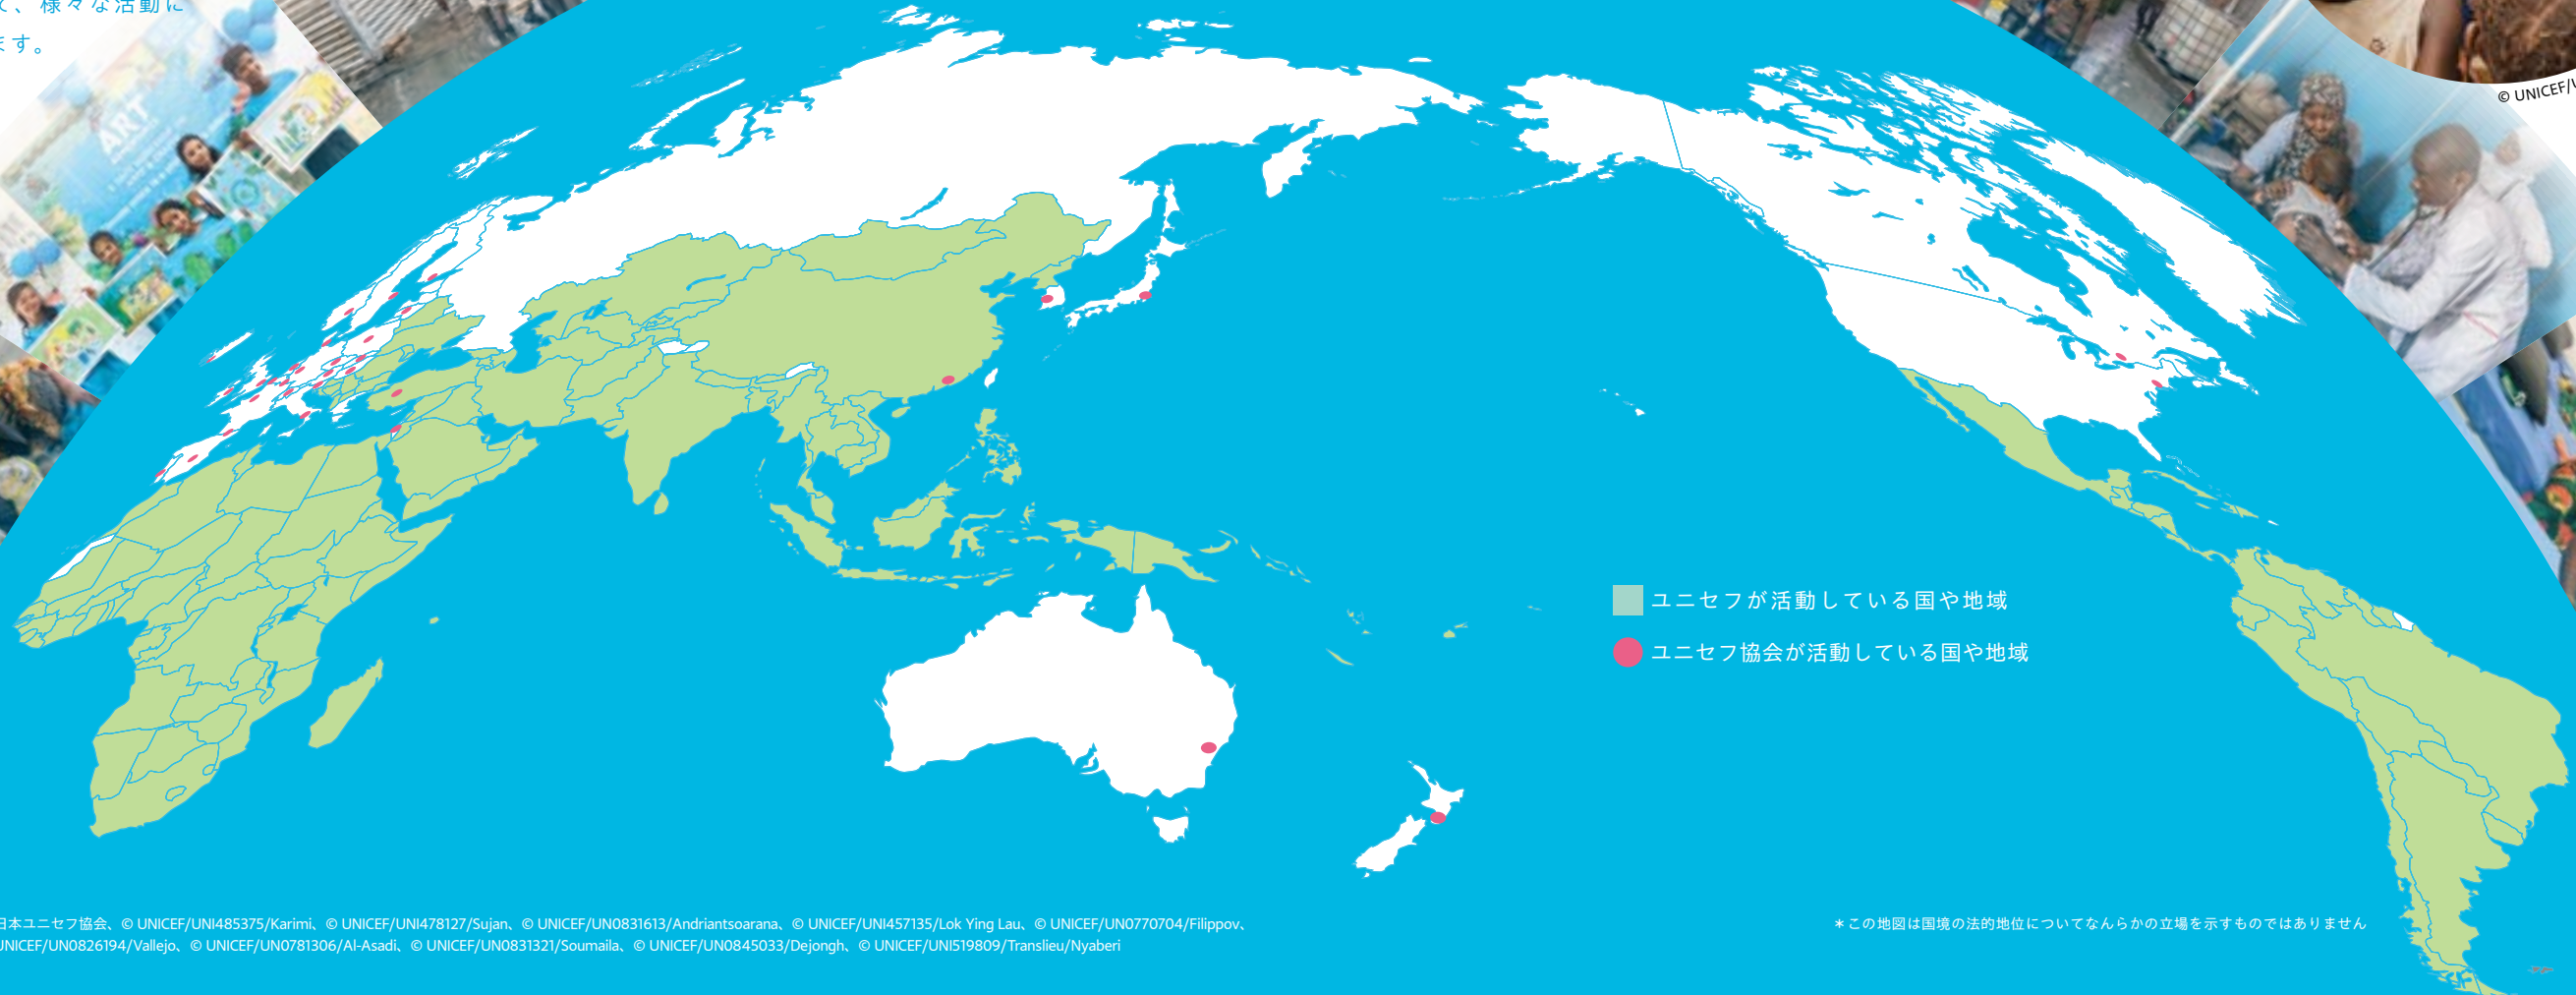 て、様々な活動に
ます。
ART
© UNICEF/U
ユニセフが活動している国や地域
ユニセフ協会が活動している国や地域
日本ユニセフ協会、© UNICEF/UNI485375/Karimi、© UNICEF/UNI478127/Sujan、© UNICEF/UN0831613/Andriantsoarana、© UNICEF/UNI457135/Lok Ying Lau、© UNICEF/UN0770704/Filippov、
UNICEF/UN0826194/Vallejo、© UNICEF/UN0781306/Al-Asadi、© UNICEF/UN0831321/Soumaila、© UNICEF/UN0845033/Dejongh、© UNICEF/UNI519809/Translieu/Nyaberi
＊この地図は国境の法的地位についてなんらかの立場を示すものではありません